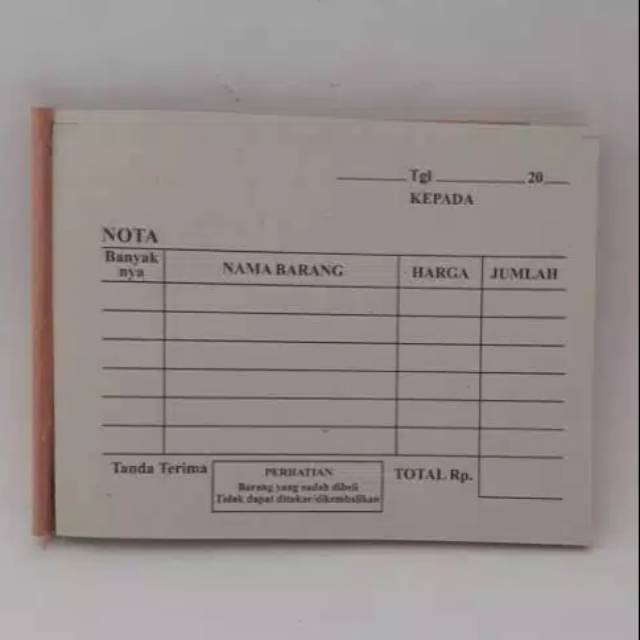 Tgl 20
KEPADA
NOTA
Banyak
nya
NAMA BARANG
HARGA
JUMLAH
Tanda Terima
PERHATIAN
Barang yang sudah dibeli
Tidak dapat ditukar/dikembalikan
TOTAL Rp.